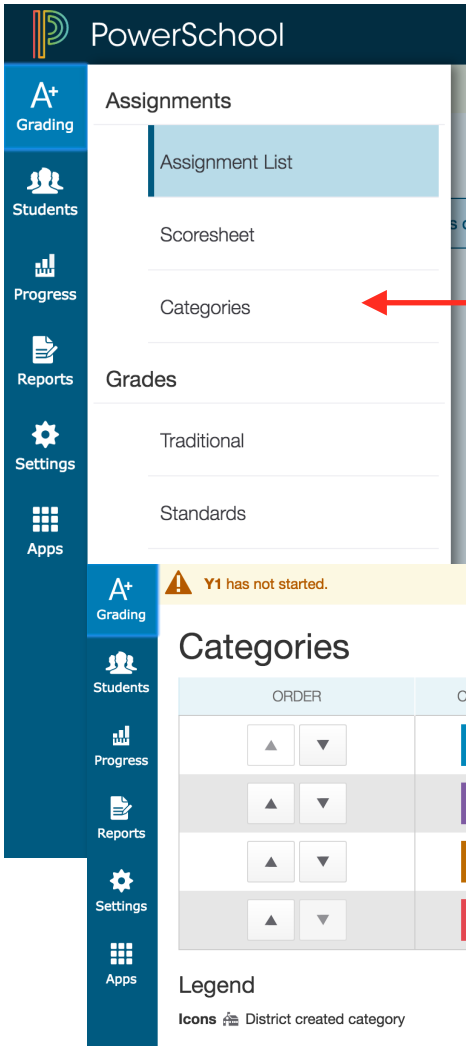 PowerSchool
A+
Grading
Students
Progress
Reports
Settings
Apps
Assignments
Assignment List
Scoresheet
Categories
Grades
Traditional
Standards
A+
Grading
Students
Progress
Reports
Settings
Apps
Y1 has not started.
Categories
ORDER
Legend
Icons District created category